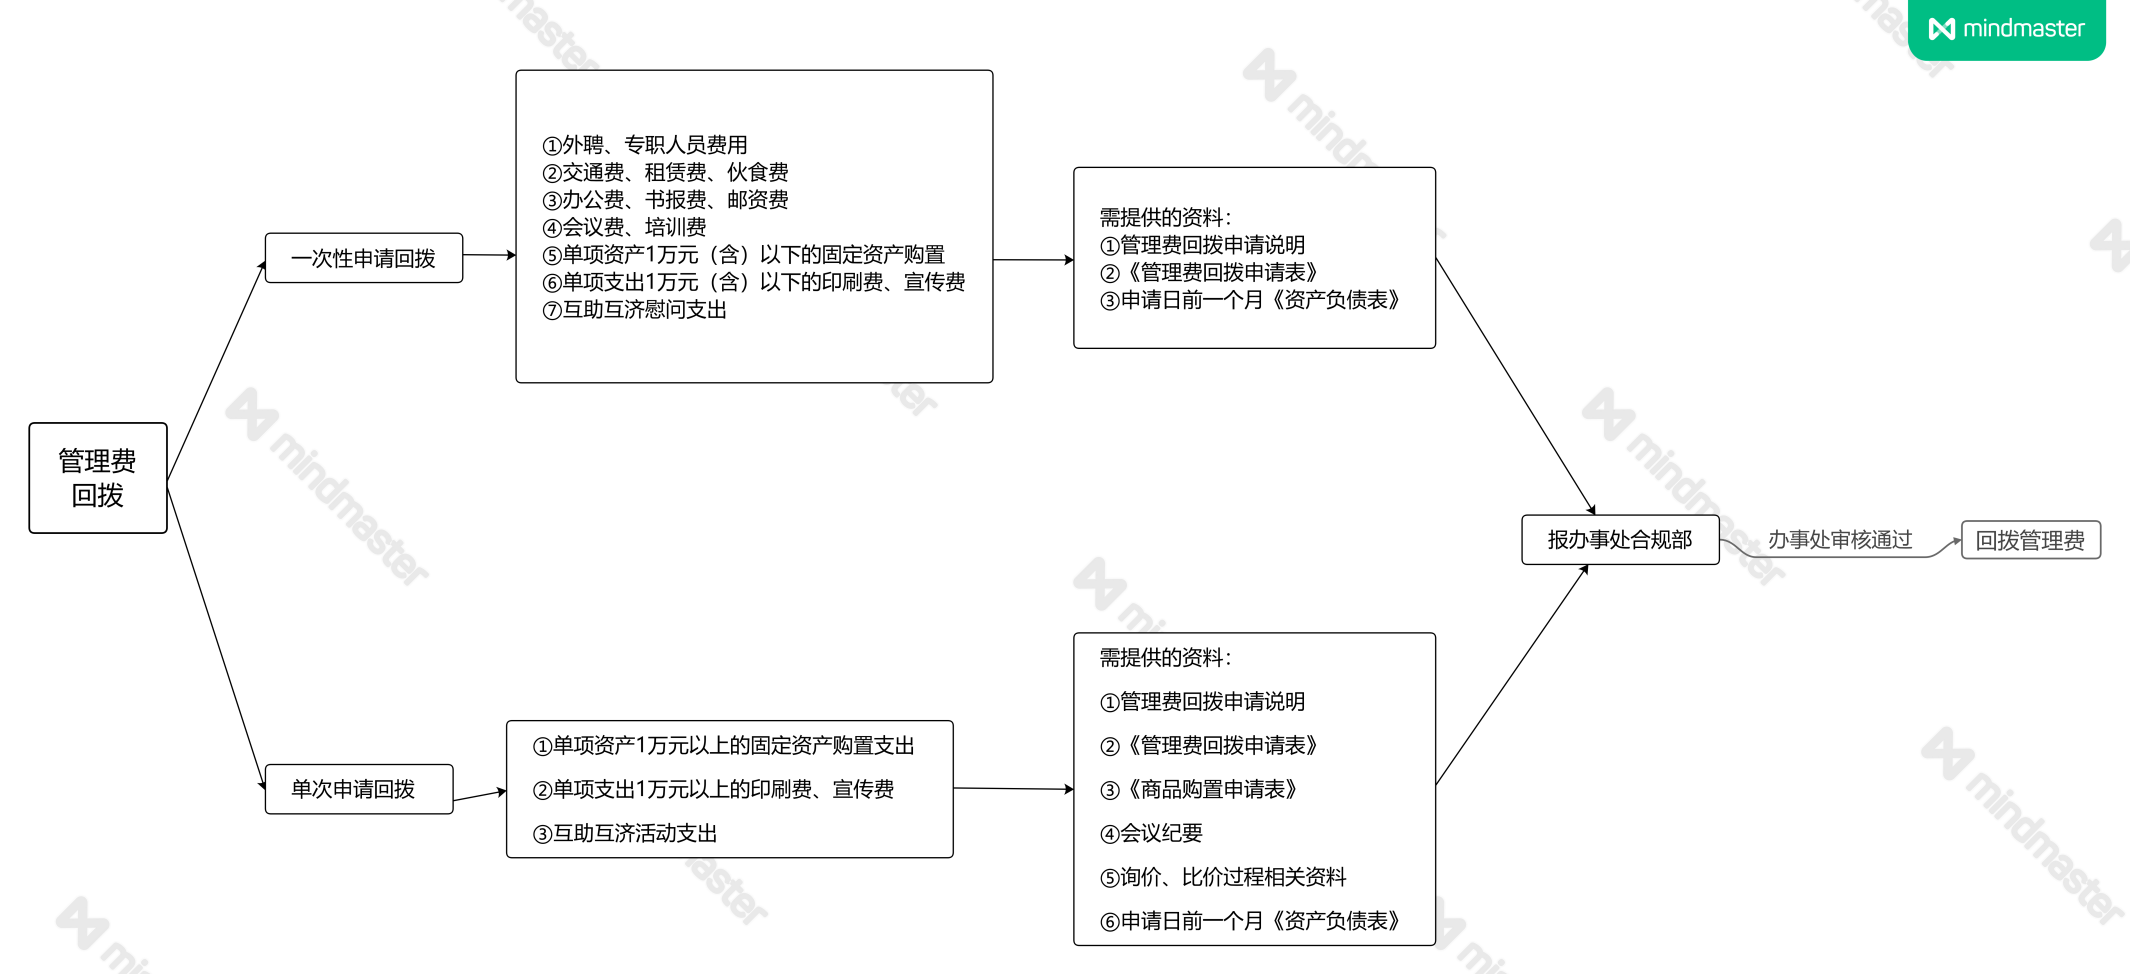 mindmaster
管理费
回拨
一次性申请回拨
①外聘、专职人员费用
②交通费、租赁费、伙食费
③办公费、书报费、邮资费
④会议费、培训费
⑤单项资产1万元（含）以下的固定资产购置
⑥单项支出1万元（含）以下的印刷费、宣传费
⑦互助互济慰问支出
需提供的资料：
①管理费回拨申请说明
②《管理费回拨申请表》
③申请日前一个月《资产负债表》
单次申请回拨
①单项资产1万元以上的固定资产购置支出
②单项支出1万元以上的印刷费、宣传费
③互助互济活动支出
需提供的资料：
①管理费回拨申请说明
②《管理费回拨申请表》
③《商品购置申请表》
④会议纪要
⑤询价、比价过程相关资料
⑥申请日前一个月《资产负债表》
报办事处合规部
办事处审核通过
回拨管理费
mindmaster
mindmaster
mindmaster